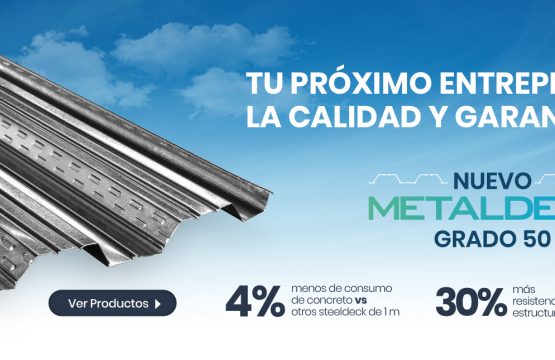 TU PRÓXIMO ENTREPI
LA CALIDAD Y GARAN
NUEVO
METALDE
GRADO 50
Ver Productos
4% menos de consumo
de concreto vs
otros steeldeck de 1 m
30% más
resistenc
estructu